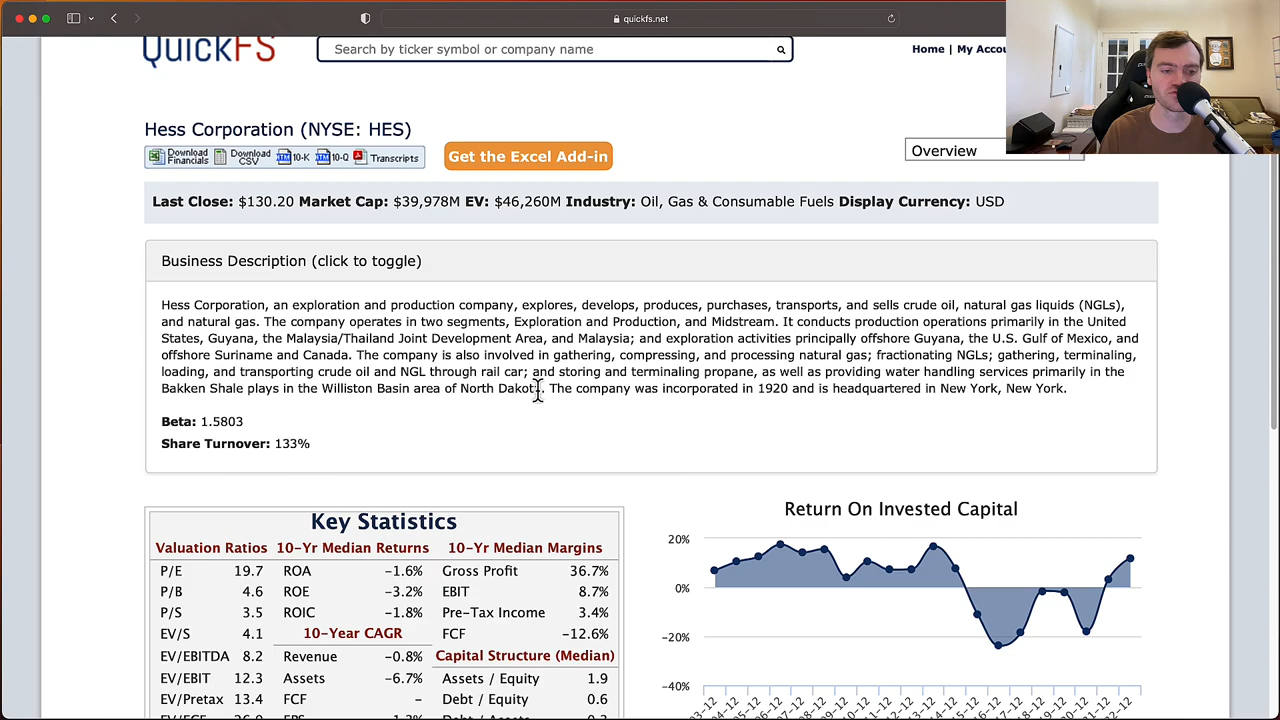 quickfs.net
QuickFS
Search by ticker symbol or company name
Home | My Accou
Hess Corporation (NYSE: HES)
Download Financials
Download CSV
10-K
10-Q
Transcripts
Get the Excel Add-in
Overview
Last Close: $130.20 Market Cap: $39,978M EV: $46,260M Industry: Oil, Gas & Consumable Fuels Display Currency: USD
Business Description (click to toggle)
Hess Corporation, an exploration and production company, explores, develops, produces, purchases, transports, and sells crude oil, natural gas liquids (NGLs),
and natural gas. The company operates in two segments, Exploration and Production, and Midstream. It conducts production operations primarily in the United
States, Guyana, the Malaysia/Thailand Joint Development Area, and Malaysia; and exploration activities principally offshore Guyana, the U.S. Gulf of Mexico, and
offshore Suriname and Canada. The company is also involved in gathering, compressing, and processing natural gas; fractionating NGLs; gathering, terminaling,
loading, and transporting crude oil and NGL through rail car; and storing and terminaling propane, as well as providing water handling services primarily in the
Bakken Shale plays in the Williston Basin area of North Dakota. The company was incorporated in 1920 and is headquartered in New York, New York.
Beta: 1.5803
Share Turnover: 133%
Key Statistics
Valuation Ratios 10-Yr Median Returns 10-Yr Median Margins
P/E 19.7 ROA -1.6% Gross Profit 36.7%
P/B 4.6 ROE -3.2% EBIT 8.7%
P/S 3.5 ROIC -1.8% Pre-Tax Income 3.4%
EV/S 4.1 10-Year CAGR FCF -12.6%
EV/EBITDA 8.2 Revenue -0.8% Capital Structure (Median)
EV/EBIT 12.3 Assets -6.7% Assets / Equity 1.9
EV/Pretax 13.4 FCF - Debt / Equity 0.6
Return On Invested Capital
20%
0%
-20%
-40%